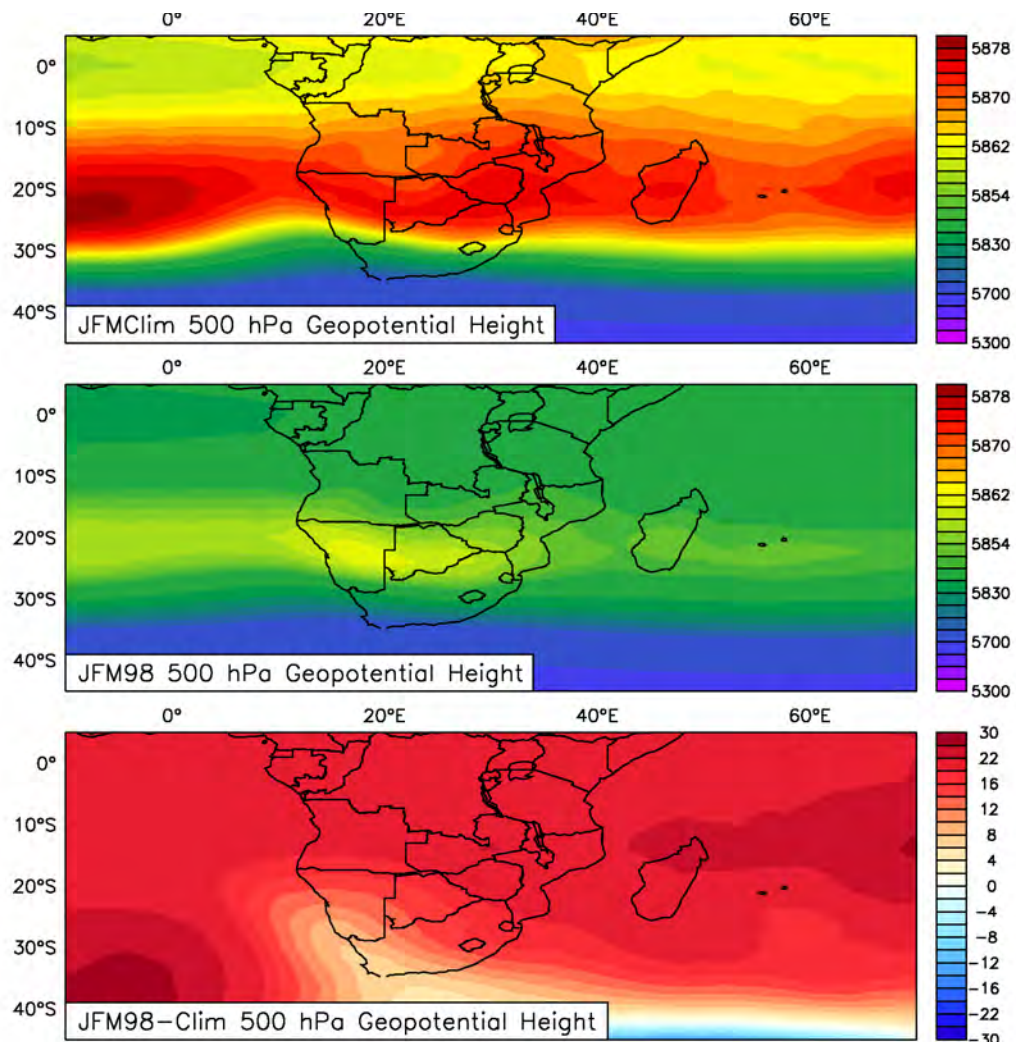 0° 20°E 40°E 60°E
0°
10°S
20°S
30°S
40°S
5878
5870
5862
5854
5830
5700
5300
JFMClim 500 hPa Geopotential Height
0° 20°E 40°E 60°E
0°
10°S
20°S
30°S
40°S
5878
5870
5862
5854
5830
5700
5300
JFM98 500 hPa Geopotential Height
0° 20°E 40°E 60°E
0°
10°S
20°S
30°S
40°S
30
22
16
12
8
4
0
-4
-8
-12
-16
-22
-30
JFM98-Clim 500 hPa Geopotential Height